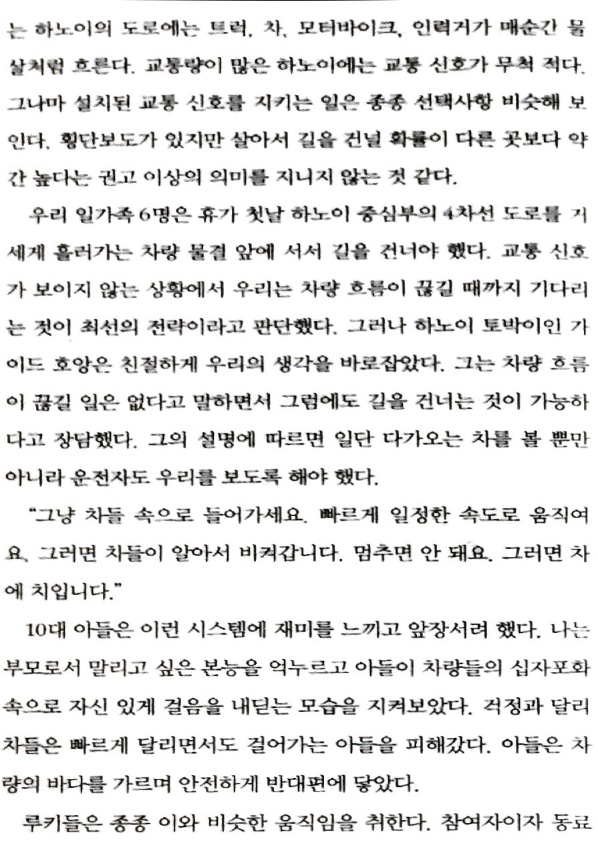 는 하노이의 도로에는 트럭, 차, 모터바이크, 인력거가 매순간 물
살처럼 흐른다. 교통량이 많은 하노이에는 교통 신호가 무척 적다.
그나마 설치된 교통 신호를 지키는 일은 종종 선택사항 비슷해 보
인다. 횡단보도가 있지만 살아서 길을 건널 확률이 다른 곳보다 약
간 높다는 권고 이상의 의미를 지니지 않는 것 같다.
우리 일가족 6명은 휴가 첫날 하노이 중심부의 4차선 도로를 거
세게 흘러가는 차량 물결 앞에 서서 길을 건너야 했다. 교통 신호
가 보이지 않는 상황에서 우리는 차량 흐름이 끊길 때까지 기다리
는 것이 최선의 전략이라고 판단했다. 그러나 하노이 토박이인 가
이드 호앙은 친절하게 우리의 생각을 바로잡았다. 그는 차량 흐름
이 끊길 일은 없다고 말하면서 그럼에도 길을 건너는 것이 가능하
다고 장담했다. 그의 설명에 따르면 일단 다가오는 차를 볼 뿐만
아니라 운전자도 우리를 보도록 해야 했다.
“그냥 차들 속으로 들어가세요. 빠르게 일정한 속도로 움직여
요. 그러면 차들이 알아서 비켜갑니다. 멈추면 안 돼요. 그러면 차
에 치입니다.”
10대 아들은 이런 시스템에 재미를 느끼고 앞장서려 했다. 나는
부모로서 말리고 싶은 본능을 억누르고 아들이 차량들의 십자포화
속으로 자신 있게 걸음을 내딛는 모습을 지켜보았다. 걱정과 달리
차들은 빠르게 달리면서도 걸어가는 아들을 피해갔다. 아들은 차
량의 바다를 가르며 안전하게 반대편에 닿았다.
루키들은 종종 이와 비슷한 움직임을 취한다. 참여자이자 동료